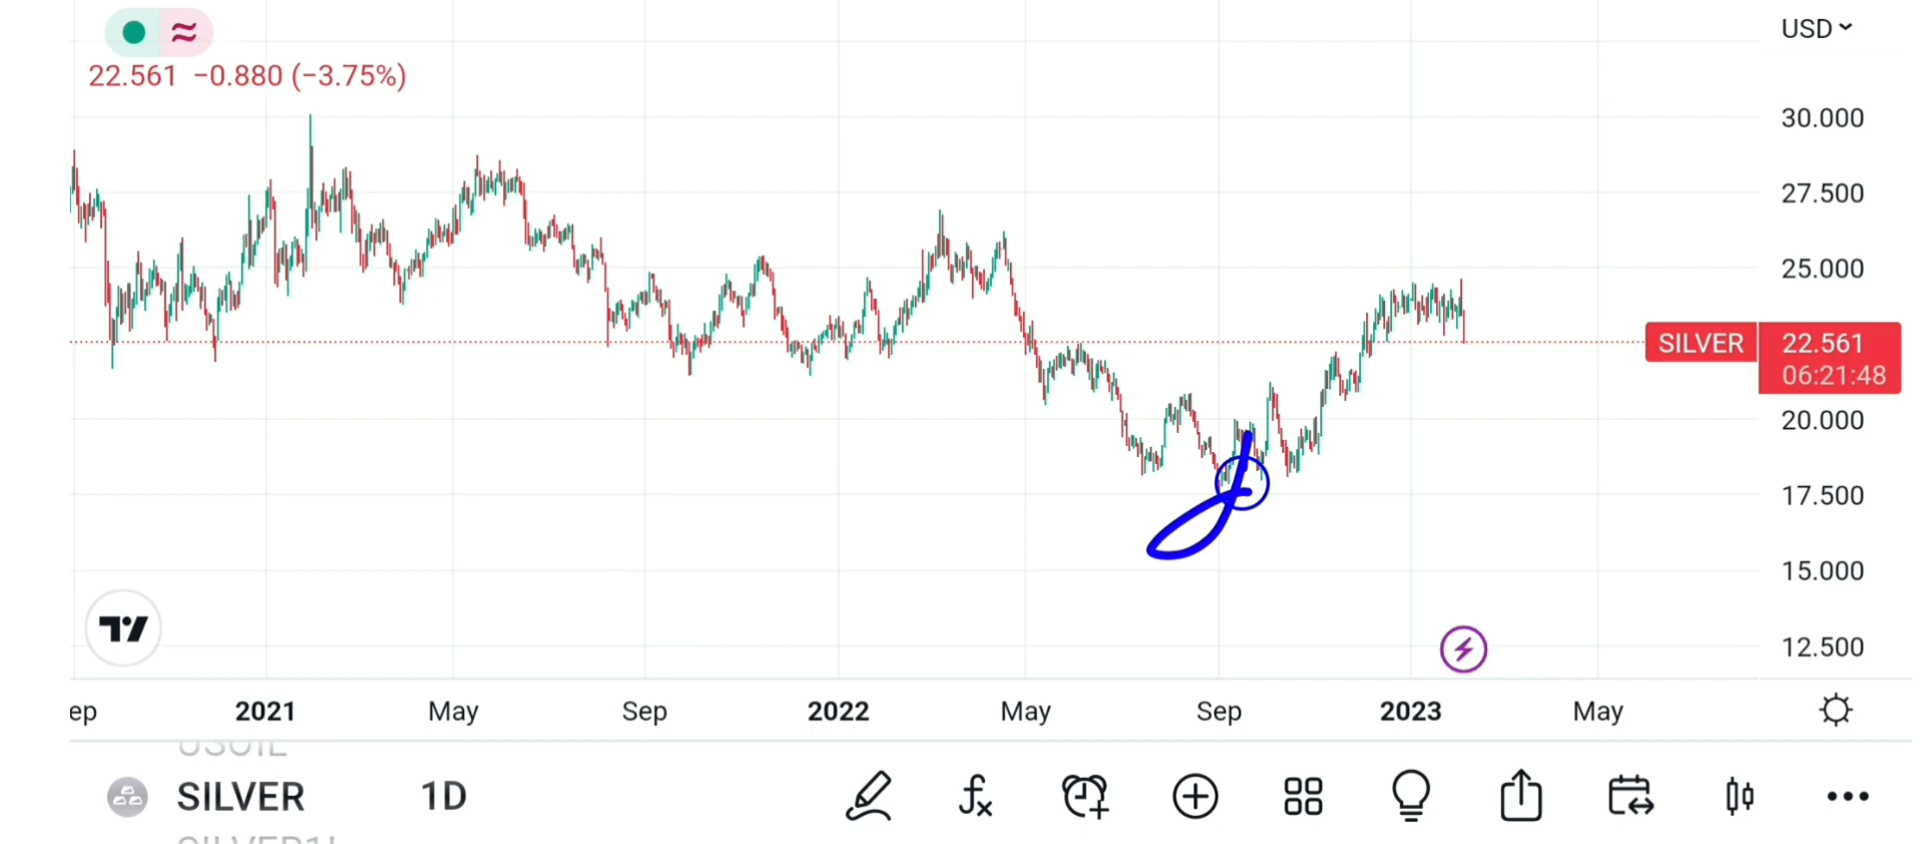 USD
22.561 −0.880 (−3.75%)
30.000
27.500
25.000
SILVER 22.561
06:21:48
20.000
17.500
15.000
12.500
ep 2021 May Sep 2022 May Sep 2023 May
USOIL
SILVER 1D